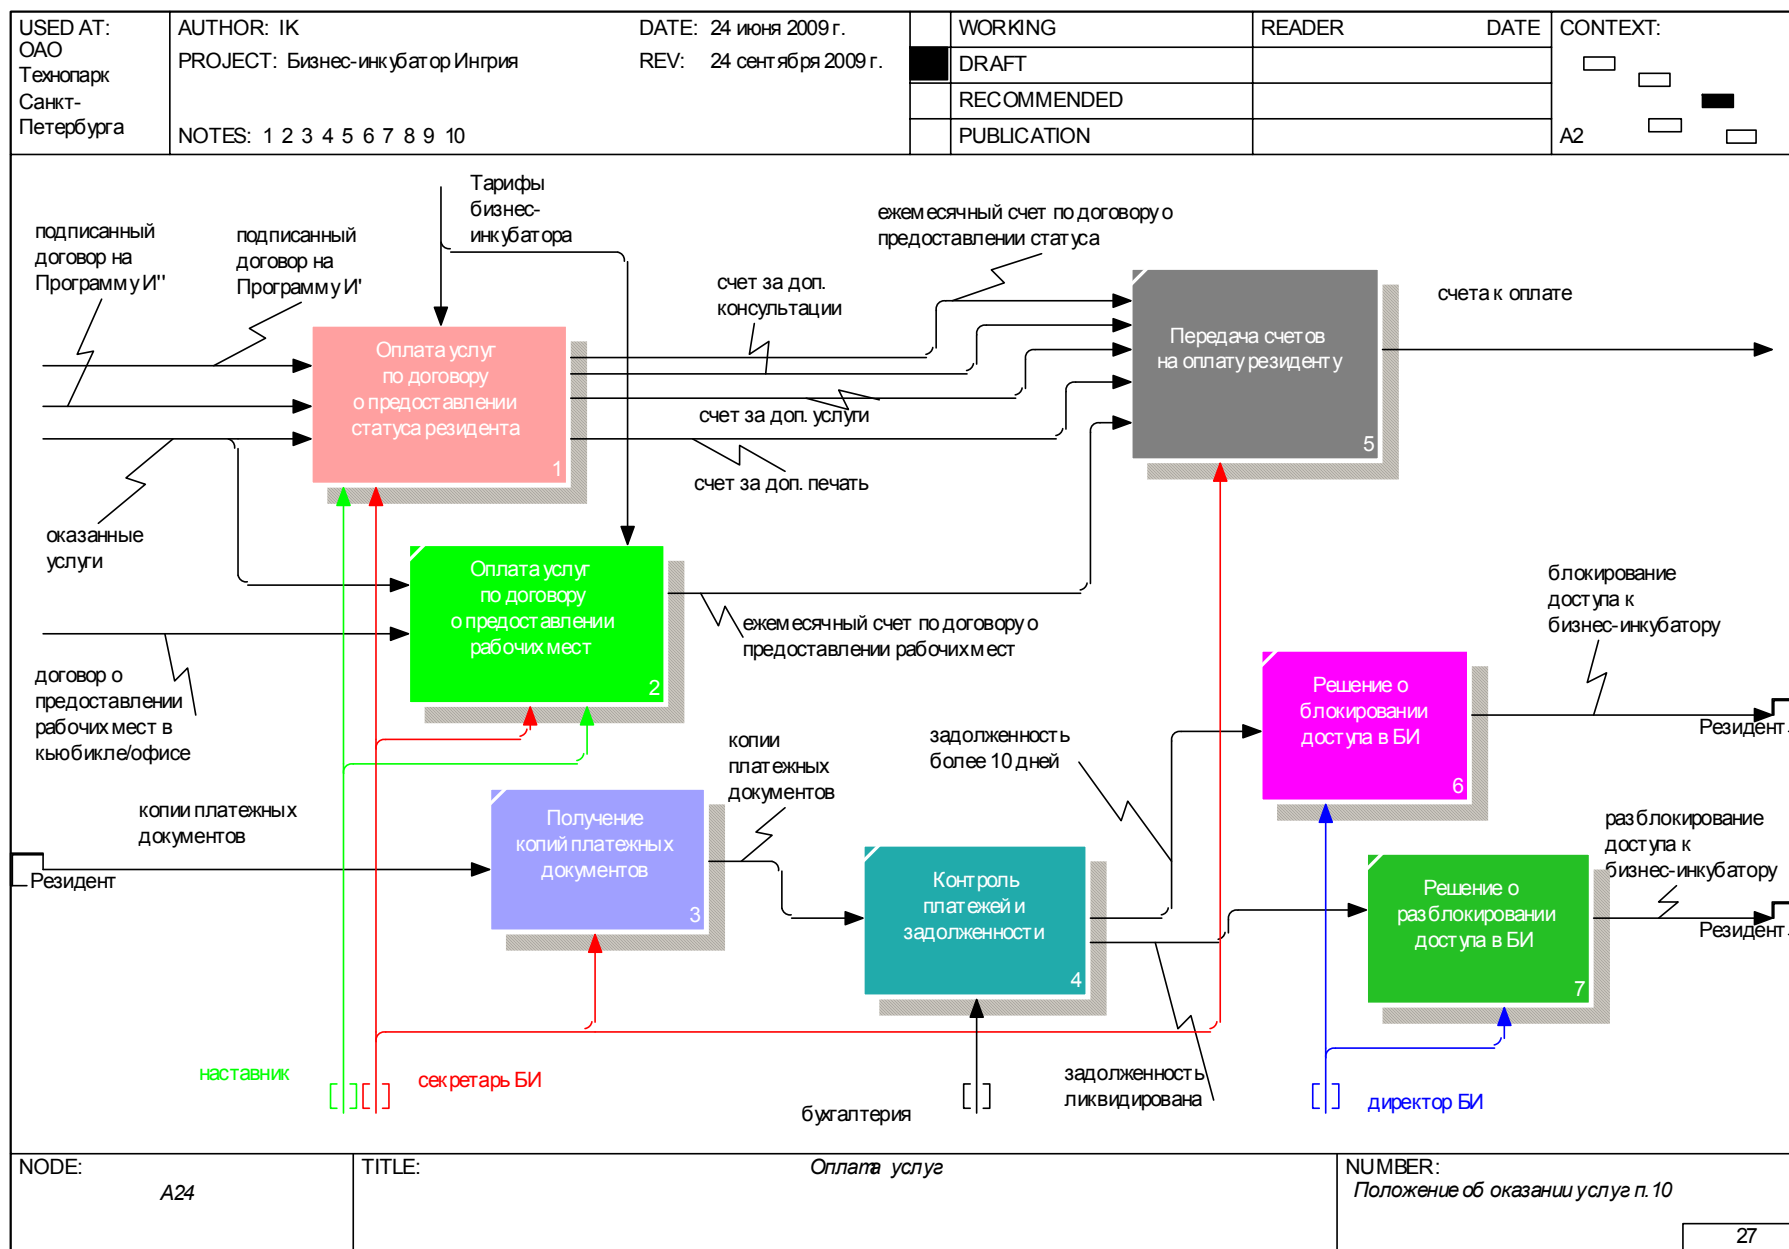 USED AT:
ОАО
Технопарк
Санкт-
Петербурга
AUTHOR: IK
DATE: 24 июня 2009 г.
PROJECT: Бизнес-инкубатор Ингрия
REV: 24 сентября 2009 г.
NOTES: 1 2 3 4 5 6 7 8 9 10
WORKING
DRAFT
RECOMMENDED
PUBLICATION
READER DATE
CONTEXT:
A2
подписанный
договор на
Программу И''
подписанный
договор на
Программу И'
Тарифы
бизнес-
инкубатора
ежемесячный счет по договору о
предоставлении статуса
счет за доп.
консультации
счета к оплате
Оплата услуг
по договору
о предоставлении
статуса резидента
1
Передача счетов
на оплату резиденту
5
счет за доп. услуги
счет за доп. печать
оказанные
услуги
Оплата услуг
по договору
о предоставлении
рабочих мест
2
ежемесячный счет по договору о
предоставлении рабочих мест
блокирование
доступа к
бизнес-инкубатору
договор о
предоставлении
рабочих мест в
кьюбикле/офисе
Решение о
блокировании
доступа в БИ
6
Резидент
копии
платежных
документов
задолженность
более 10 дней
копии платежных
документов
Резидент
Получение
копий платежных
документов
3
Контроль
платежей и
задолженности
4
разблокирование
доступа к
бизнес-инкубатору
Решение о
разблокировании
доступа в БИ
7
Резидент
наставник
секретарь БИ
бухгалтерия
задолженность
ликвидирована
директор БИ
NODE:
A24
TITLE:
Оплата услуг
NUMBER:
Положение об оказании услуг п.10
27